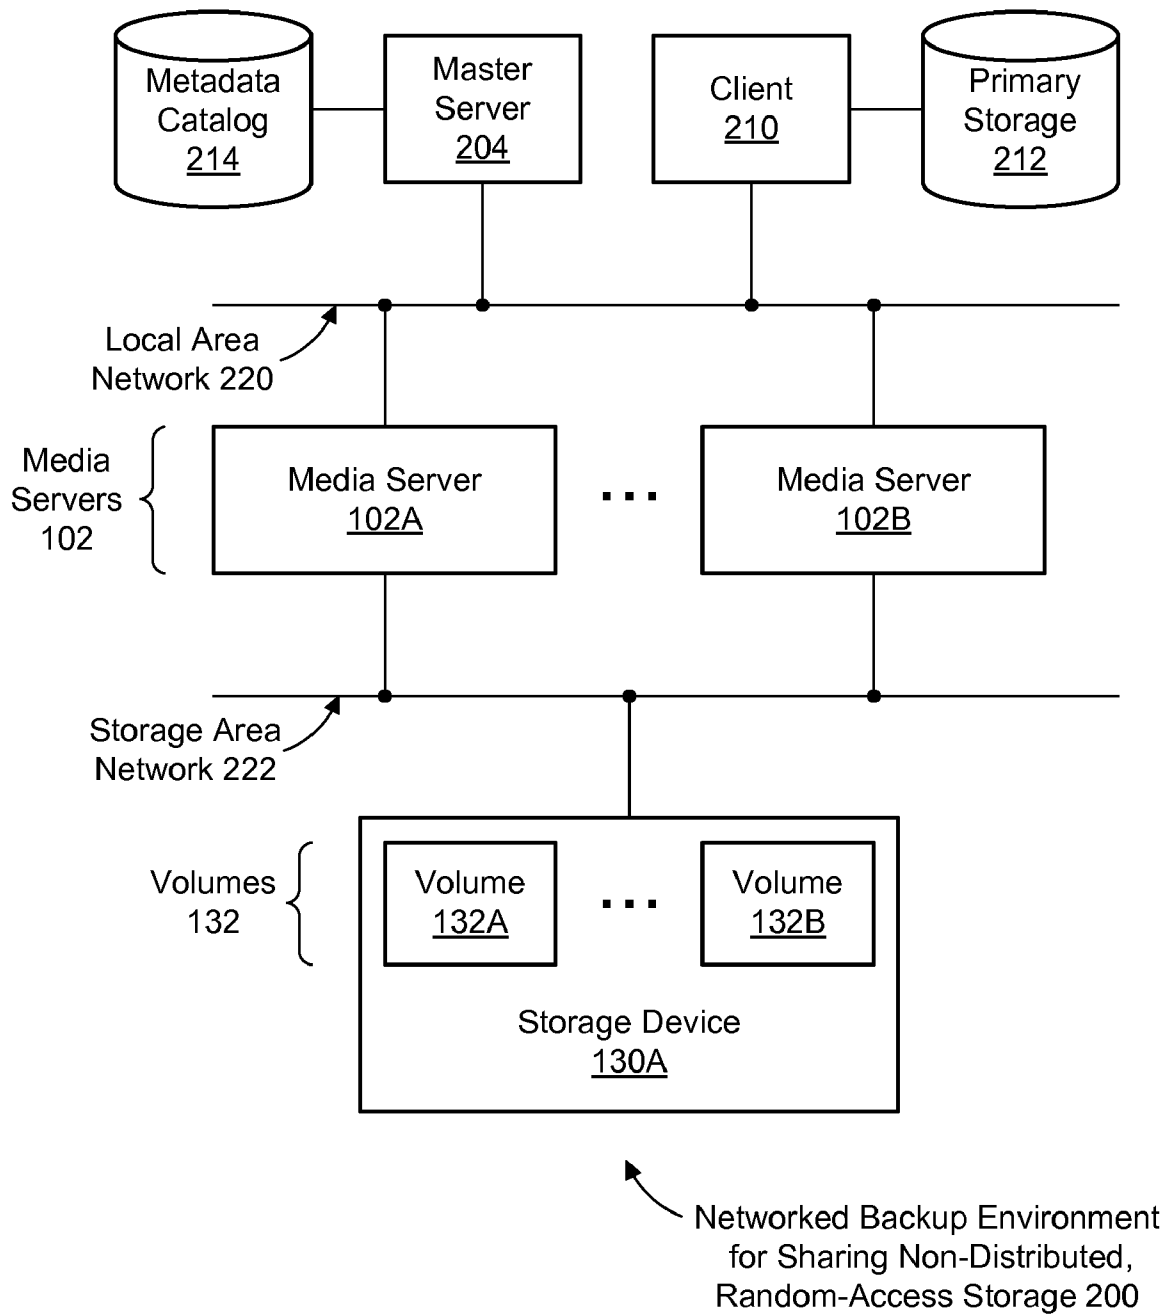 Metadata
Catalog
214
Master
Server
204
Client
210
Primary
Storage
212
Local Area
Network 220
Media
Servers
102
Media Server
102A
...
Media Server
102B
Storage Area
Network 222
Volumes
132
Volume
132A
...
Volume
132B
Storage Device
130A
Networked Backup Environment
for Sharing Non-Distributed,
Random-Access Storage 200